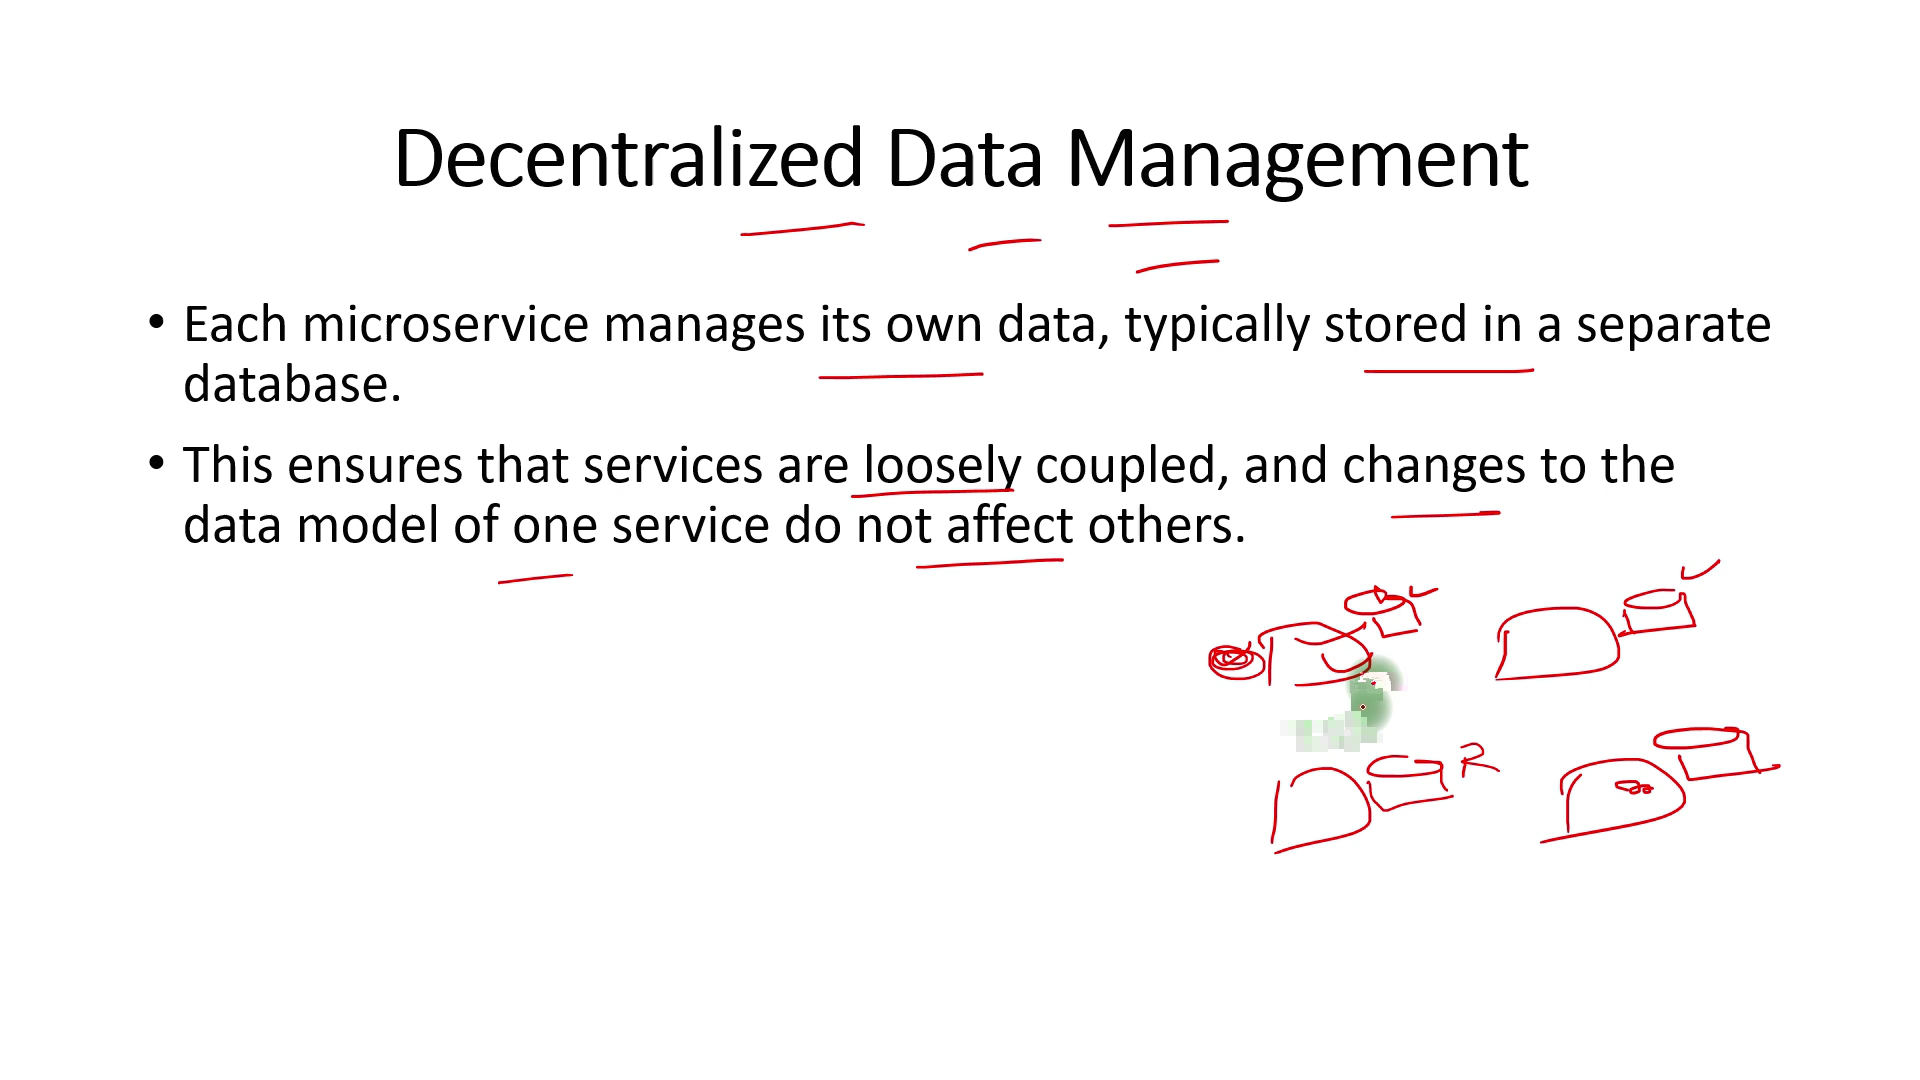 Decentralized Data Management
• Each microservice manages its own data, typically stored in a separate
database.
• This ensures that services are loosely coupled, and changes to the
data model of one service do not affect others.
R